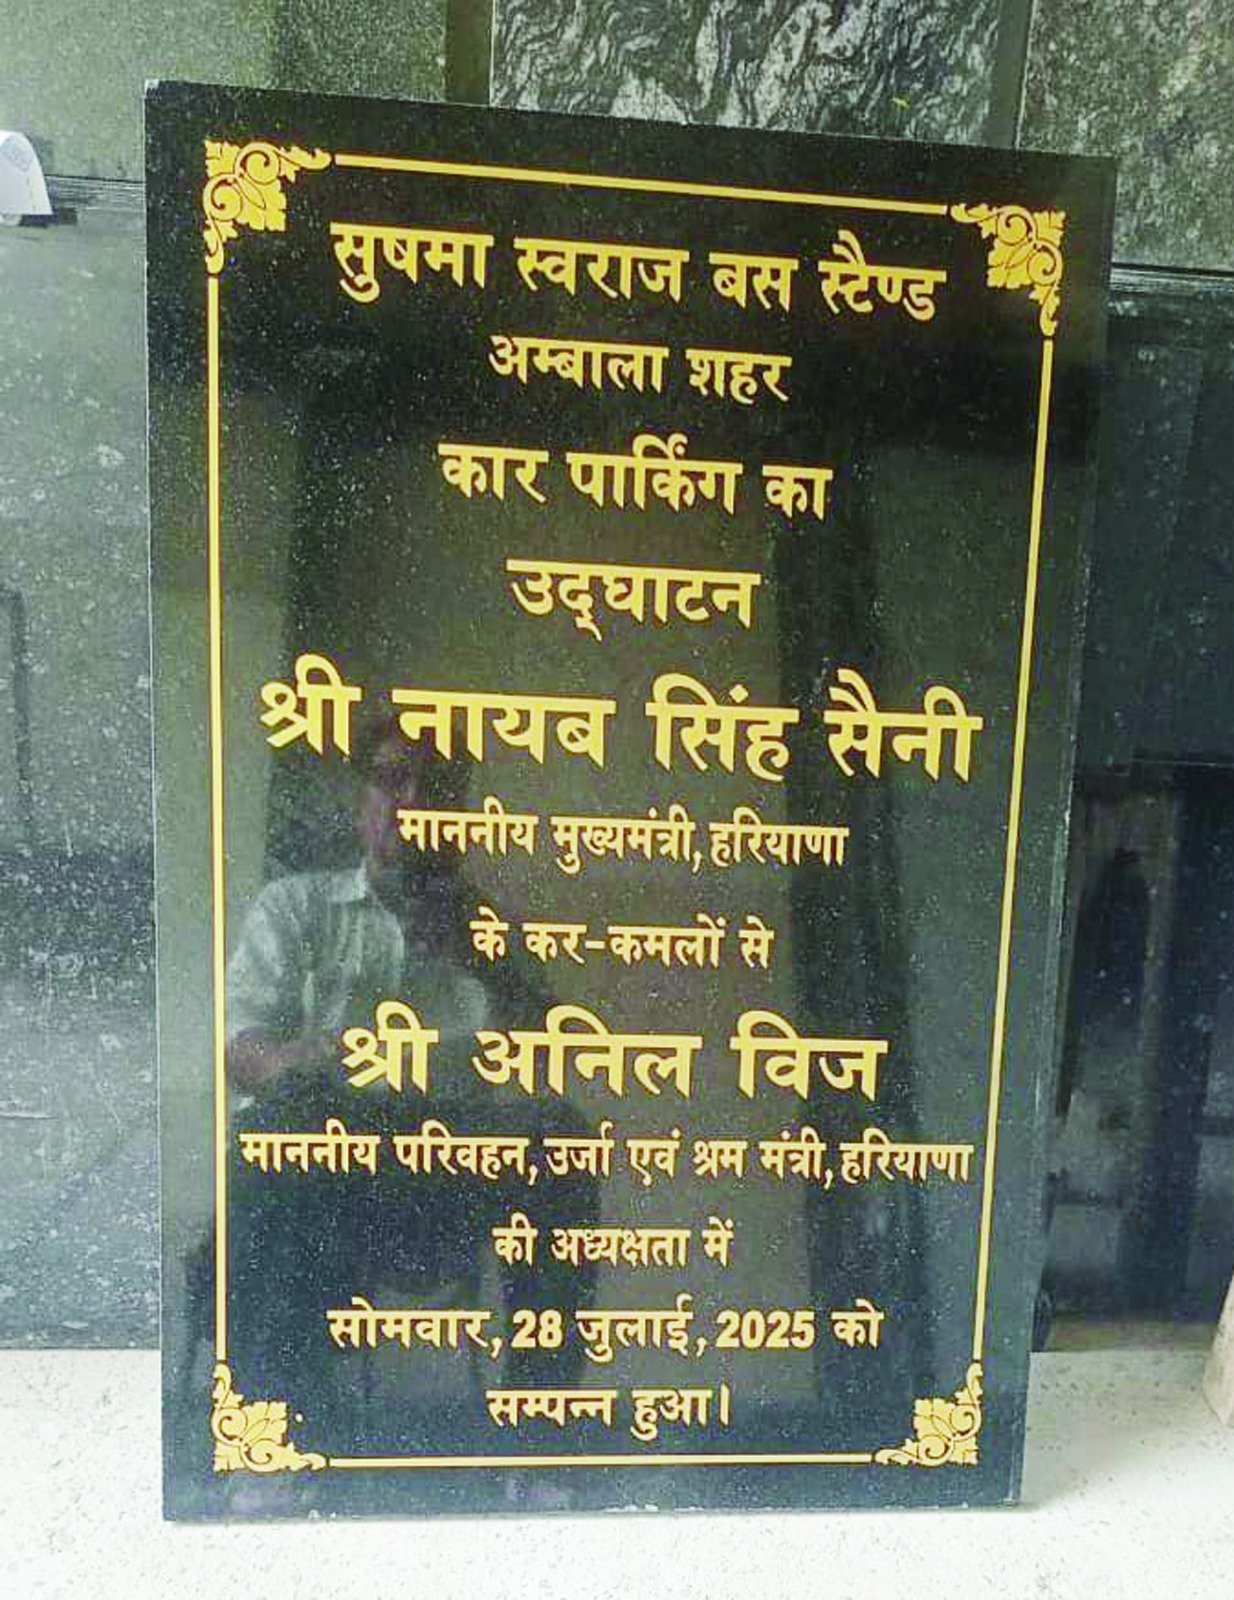 सुषमा स्वराज बस स्टैण्ड
अम्बाला शहर
कार पार्किंग का
उद्‌घाटन
श्री नायब सिंह सैनी
माननीय मुख्यमंत्री, हरियाणा
के कर-कमलों से
श्री अनिल विज
माननीय परिवहन, उर्जा एवं श्रम मंत्री, हरियाणा
की अध्यक्षता में
सोमवार, 28 जुलाई, 2025 को
सम्पन्न हुआ।